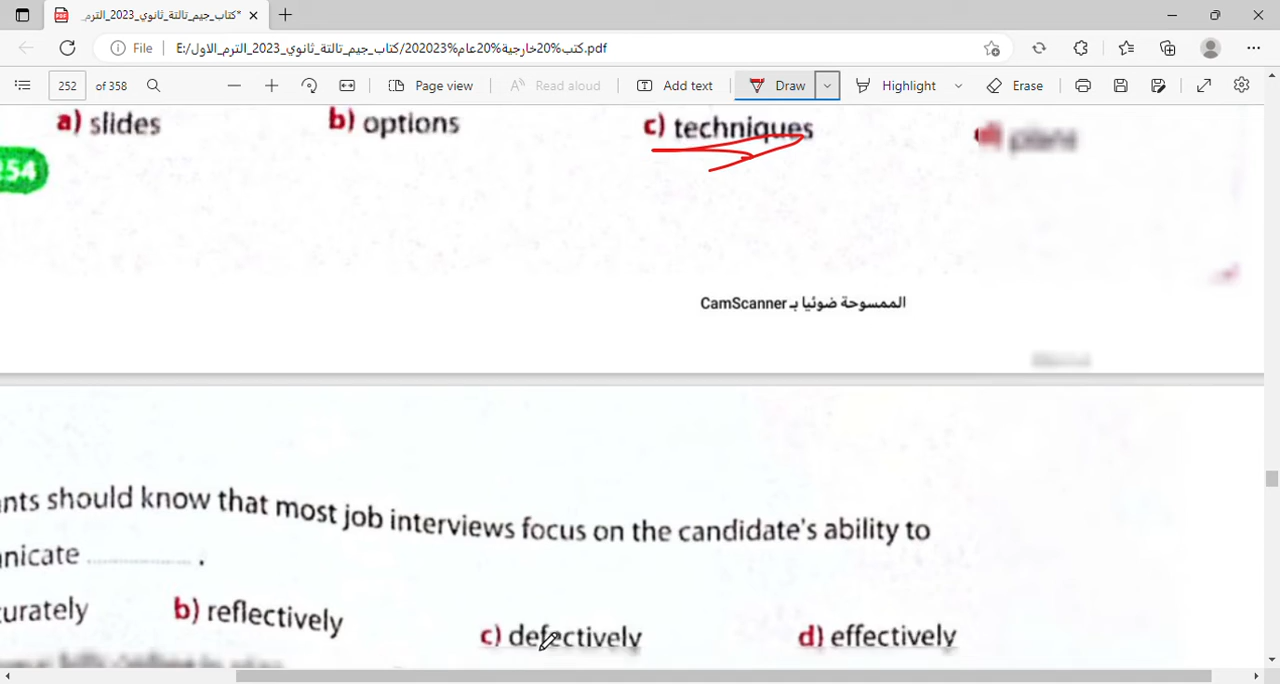 *كتاب_جيم_تالتة_ثانوي_2023_الترم_
File E:/كتب%20خارجية%20عام%202023/كتاب_جيم_تالتة_ثانوي_2023_الترم_الاول.pdf
252 of 358 Page view Read aloud Add text Draw Highlight Erase
a) slides b) options c) techniques d) plans
54
الممسوحة ضوئيا بـ CamScanner
nts should know that most job interviews focus on the candidate's ability to
nicate .............. .
curately b) reflectively c) defectively d) effectively